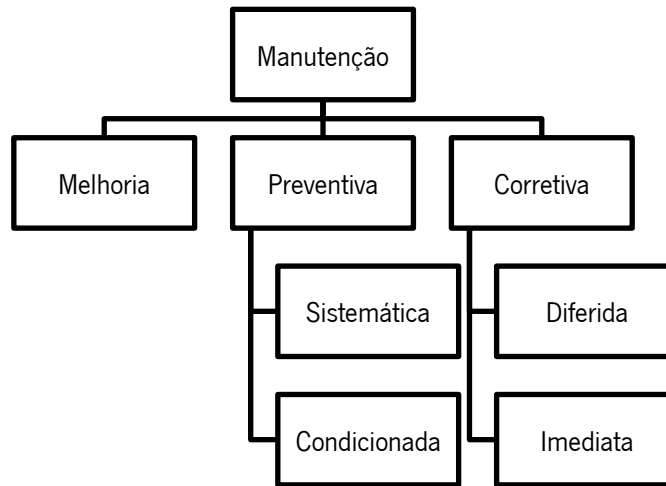 Manutenção
Melhoria
Preventiva
Corretiva
Sistemática
Diferida
Condicionada
Imediata